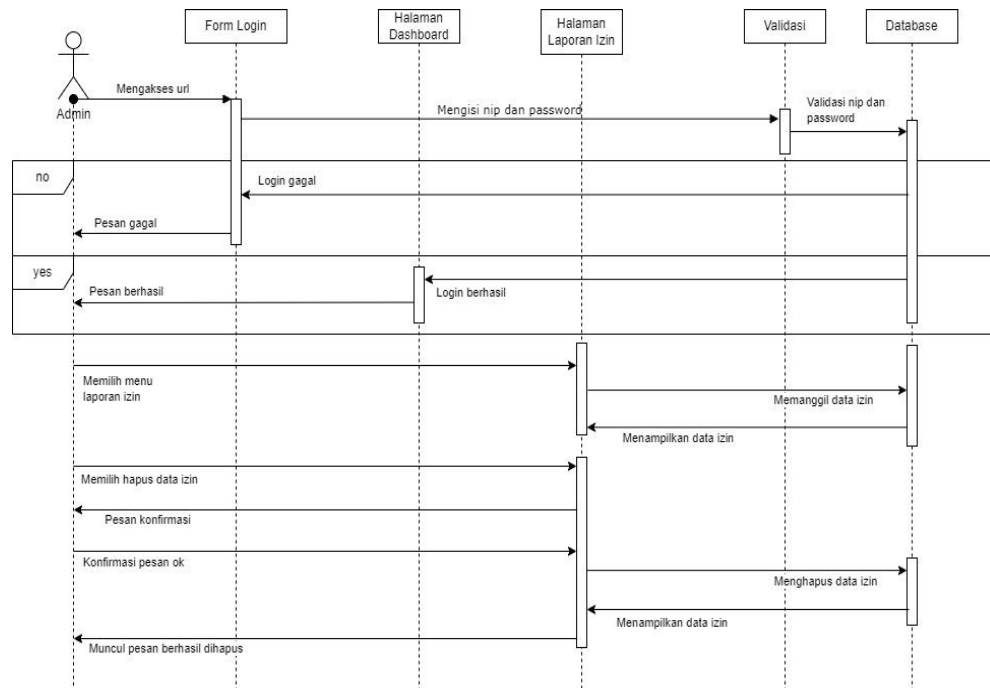 Form Login
Halaman
Dashboard
Halaman
Laporan Izin
Validasi
Database
Admin
Mengakses url
Mengisi nip dan password
Validasi nip dan
password
no
Login gagal
Pesan gagal
yes
Login berhasil
Pesan berhasil
Memilih menu
laporan izin
Memanggil data izin
Menampilkan data izin
Memilih hapus data izin
Pesan konfirmasi
Konfirmasi pesan ok
Menghapus data izin
Menampilkan data izin
Muncul pesan berhasil dihapus